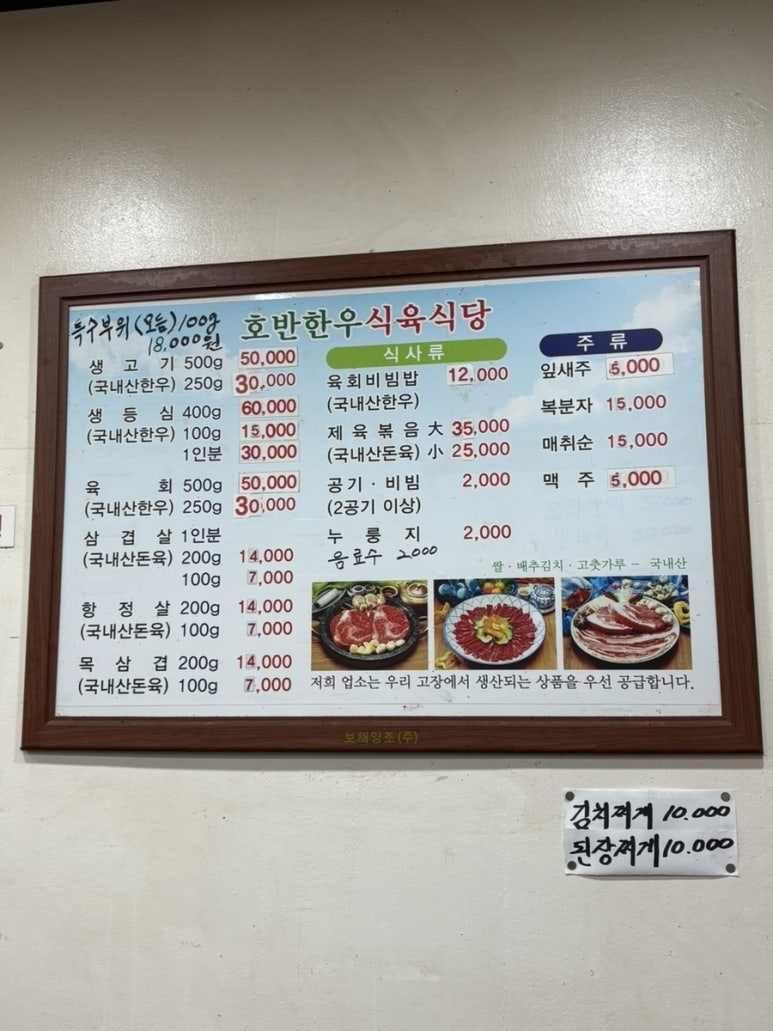 호반한우식육식당
특수부위(모듬)100g
18,000원
생고기 500g 50,000
(국내산한우) 250g 30,000
생등심 400g 60,000
(국내산한우) 100g 15,000
1인분 30,000
육회 500g 50,000
(국내산한우) 250g 30,000
삼겹살 1인분
(국내산돈육) 200g 14,000
100g 7,000
항정살 200g 14,000
(국내산돈육) 100g 7,000
목삼겹 200g 14,000
(국내산돈육) 100g 7,000
식사류
육회비빔밥 12,000
(국내산한우)
제육볶음 大 35,000
(국내산돈육) 小 25,000
공기·비빔 2,000
(2공기 이상)
누룽지 2,000
음료수 2000
주류
잎새주 5,000
복분자 15,000
매취순 15,000
맥주 5,000
쌀·배추김치·고춧가루 - 국내산
저희 업소는 우리 고장에서 생산되는 상품을 우선 공급합니다.
보해양조(주)
김치찌개 10.000
된장찌개 10.000